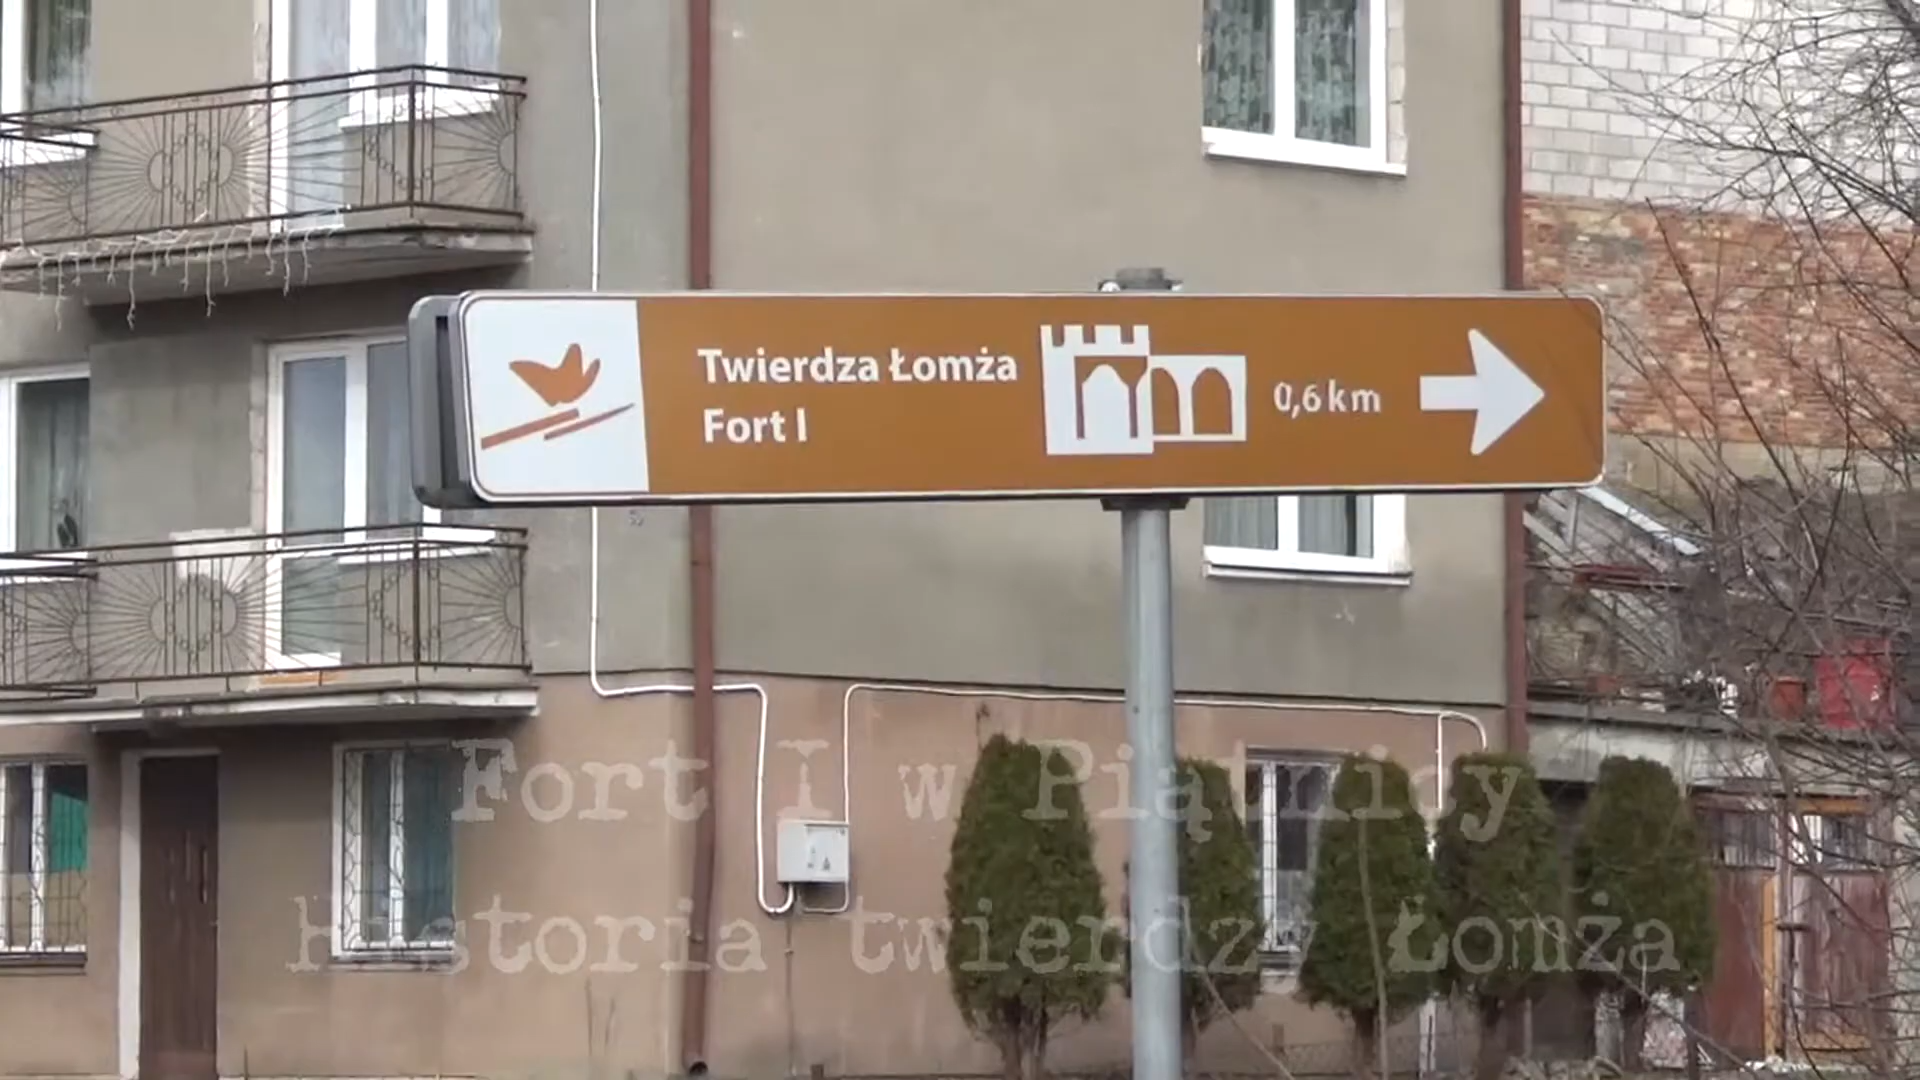 Twierdza Łomża
Fort I
0,6 km
Fort I w Piątnicy
historia twierdzy Łomża